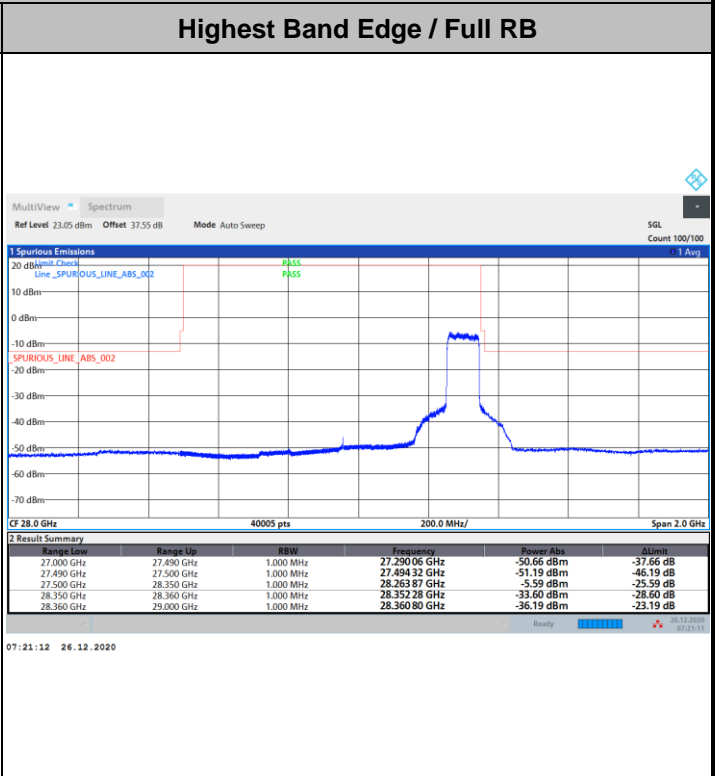 Highest Band Edge / Full RB
MultiView Spectrum
Ref Level 23.05 dBm Offset 37.55 dB Mode Auto Sweep SGL
Count 100/100
1 Spurious Emissions 1 Avg
20 dBm Limit Check PASS
Line _SPURIOUS_LINE_ABS_002 PASS
10 dBm
0 dBm
-10 dBm
_SPURIOUS_LINE_ABS_002
-20 dBm
-30 dBm
-40 dBm
-50 dBm
-60 dBm
-70 dBm
CF 28.0 GHz 40005 pts 200.0 MHz/ Span 2.0 GHz
2 Result Summary
Range Low Range Up RBW Frequency Power Abs ΔLimit
27.000 GHz 27.490 GHz 1.000 MHz 27.290 06 GHz -50.66 dBm -37.66 dB
27.490 GHz 27.500 GHz 1.000 MHz 27.494 32 GHz -51.19 dBm -46.19 dB
27.500 GHz 28.350 GHz 1.000 MHz 28.263 87 GHz -5.59 dBm -25.59 dB
28.350 GHz 28.360 GHz 1.000 MHz 28.352 28 GHz -33.60 dBm -28.60 dB
28.360 GHz 29.000 GHz 1.000 MHz 28.360 80 GHz -36.19 dBm -23.19 dB
Ready 26.12.2020
07:21:11
07:21:12 26.12.2020